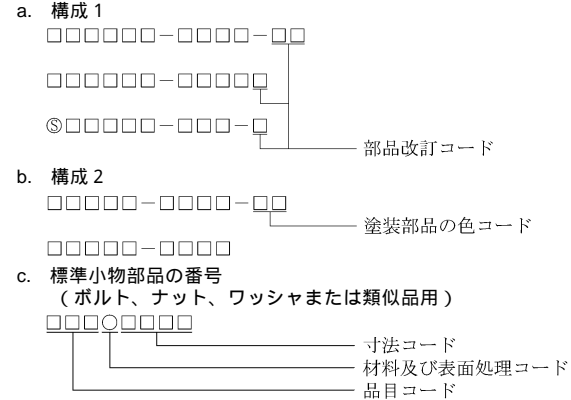 a. 構成 1
□□□□□□－□□□□－□□
□□□□□□－□□□□□
Ⓢ□□□□□－□□□－□
部品改訂コード
b. 構成 2
□□□□□－□□□□－□□
塗装部品の色コード
□□□□□－□□□□
c. 標準小物部品の番号
（ボルト、ナット、ワッシャまたは類似品用）
□□□○□□□□
寸法コード
材料及び表面処理コード
品目コード